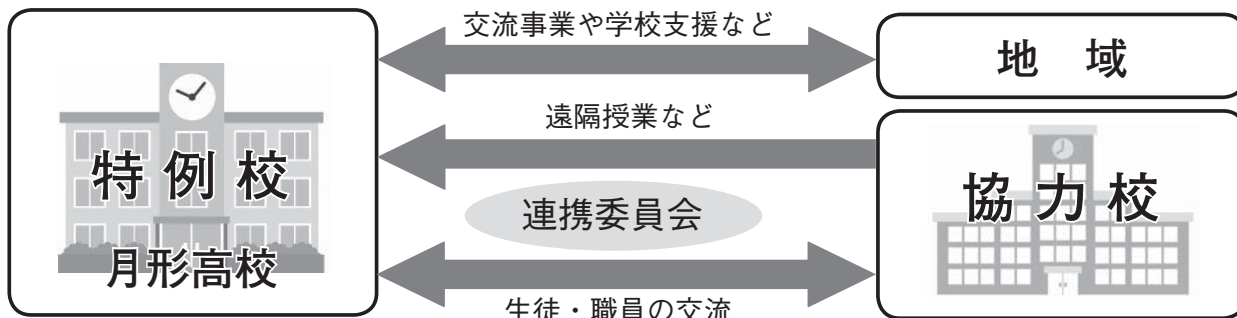 交流事業や学校支援など
地 域
遠隔授業など
特例校
月形高校
協力校
連携委員会
生徒・職員の交流